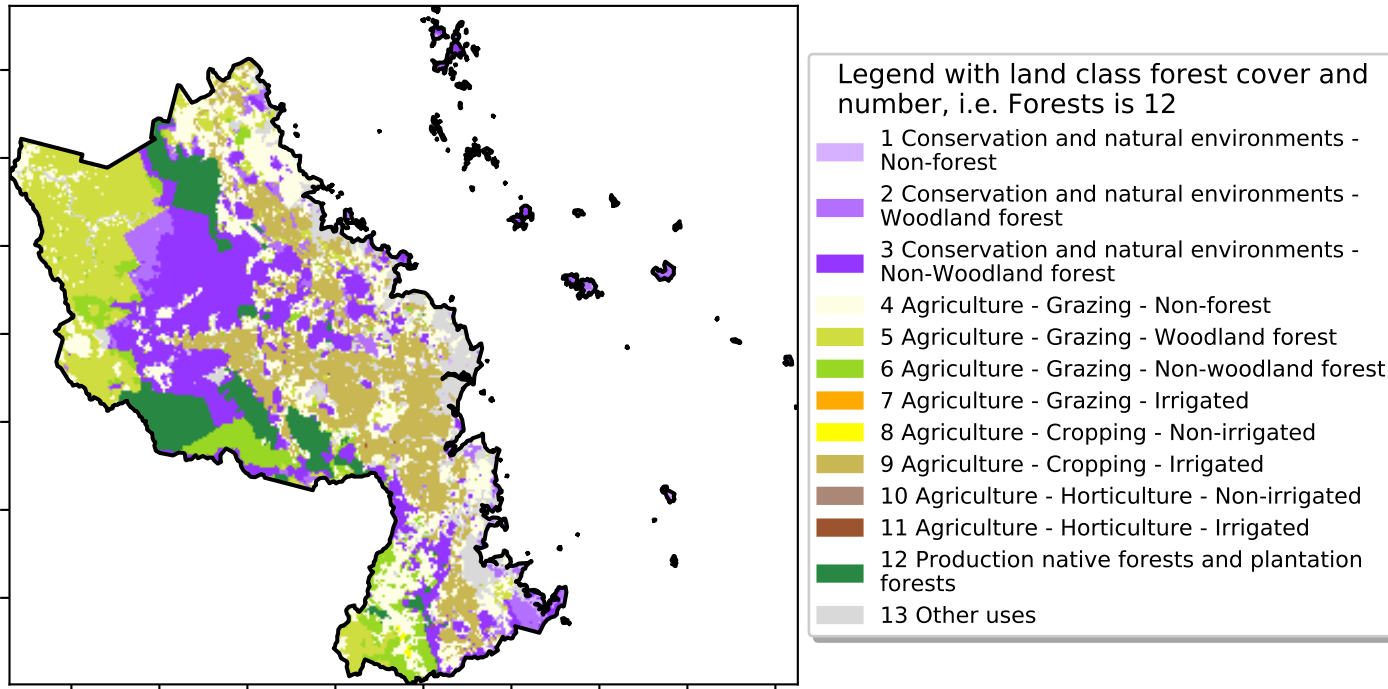 Legend with land class forest cover and
number, i.e. Forests is 12
1 Conservation and natural environments -
Non-forest
2 Conservation and natural environments -
Woodland forest
3 Conservation and natural environments -
Non-Woodland forest
4 Agriculture - Grazing - Non-forest
5 Agriculture - Grazing - Woodland forest
6 Agriculture - Grazing - Non-woodland forest
7 Agriculture - Grazing - Irrigated
8 Agriculture - Cropping - Non-irrigated
9 Agriculture - Cropping - Irrigated
10 Agriculture - Horticulture - Non-irrigated
11 Agriculture - Horticulture - Irrigated
12 Production native forests and plantation
forests
13 Other uses